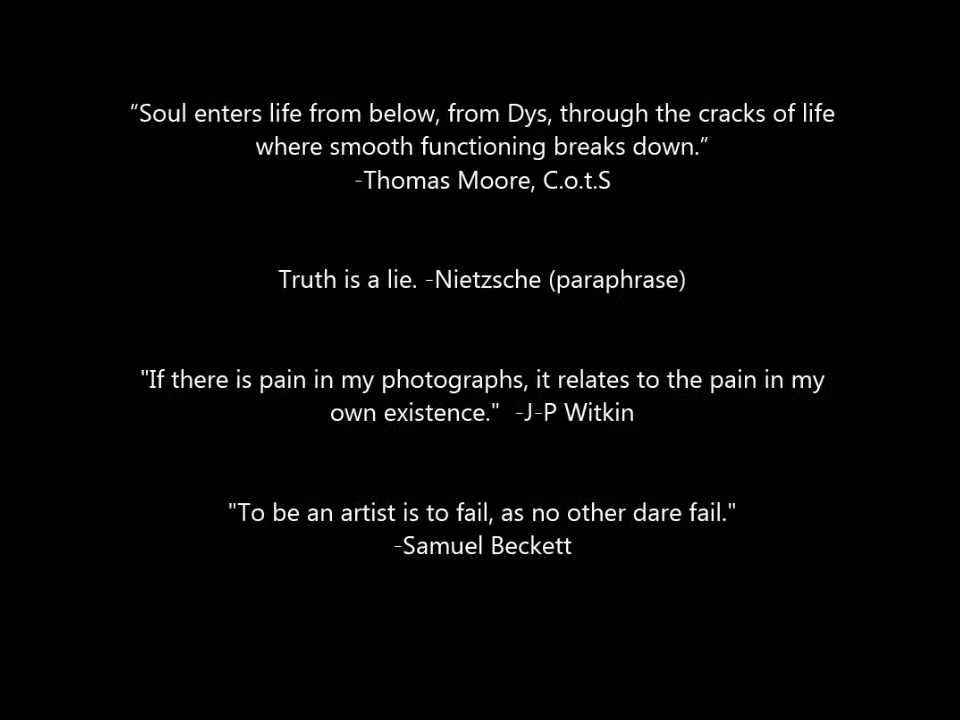 “Soul enters life from below, from Dys, through the cracks of life
where smooth functioning breaks down.”
-Thomas Moore, C.o.t.S
Truth is a lie. -Nietzsche (paraphrase)
"If there is pain in my photographs, it relates to the pain in my
own existence."  -J-P Witkin
"To be an artist is to fail, as no other dare fail."
-Samuel Beckett